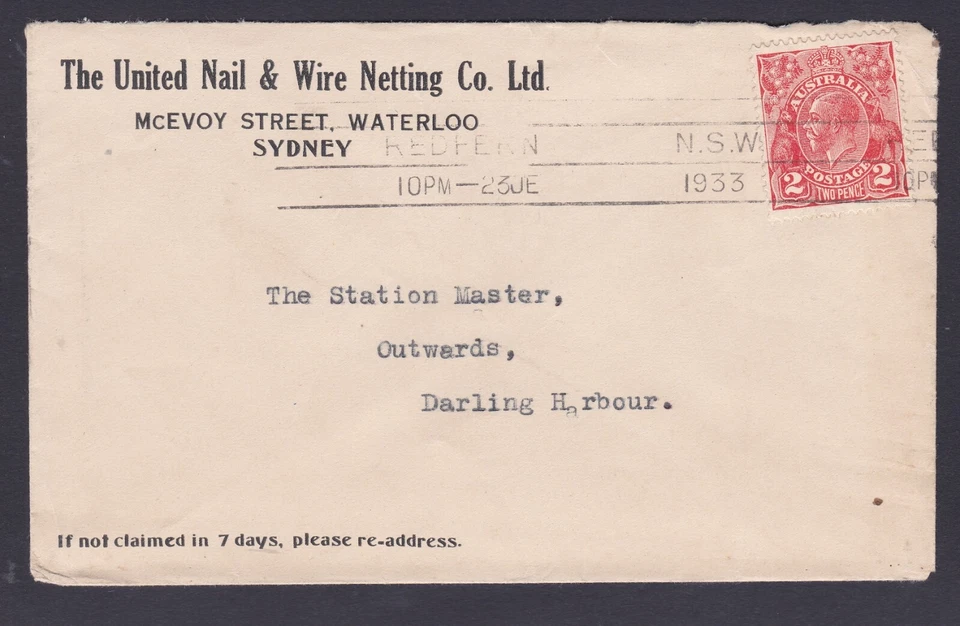 The United Nail & Wire Netting Co. Ltd.
McEVOY STREET, WATERLOO
SYDNEY
REDFERN N.S.W.
10PM—23JE 1933
AUSTRALIA
POSTAGE
2 TWO PENCE 2
The Station Master,
Outwards,
Darling Harbour.
If not claimed in 7 days, please re-address.